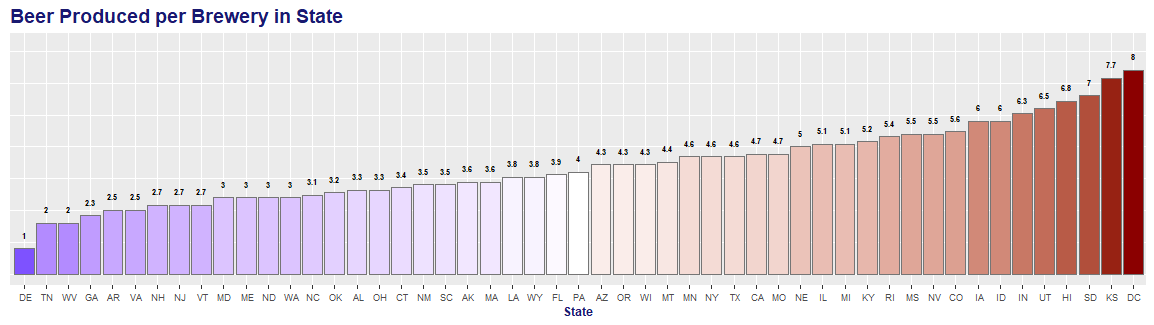 Beer Produced per Brewery in State
1 2 2 2.3 2.5 2.5 2.7 2.7 2.7 3 3 3 3 3.1 3.2 3.3 3.3 3.4 3.5 3.5 3.6 3.6 3.8 3.8 3.9 4 4.3 4.3 4.3 4.4 4.6 4.6 4.6 4.7 4.7 5 5.1 5.1 5.2 5.4 5.5 5.5 5.6 6 6 6.3 6.5 6.8 7 7.7 8
DE TN WV GA AR VA NH NJ VT MD ME ND WA NC OK AL OH CT NM SC AK MA LA WY FL PA AZ OR WI MT MN NY TX CA MO NE IL MI KY RI MS NV CO IA ID IN UT HI SD KS DC
State